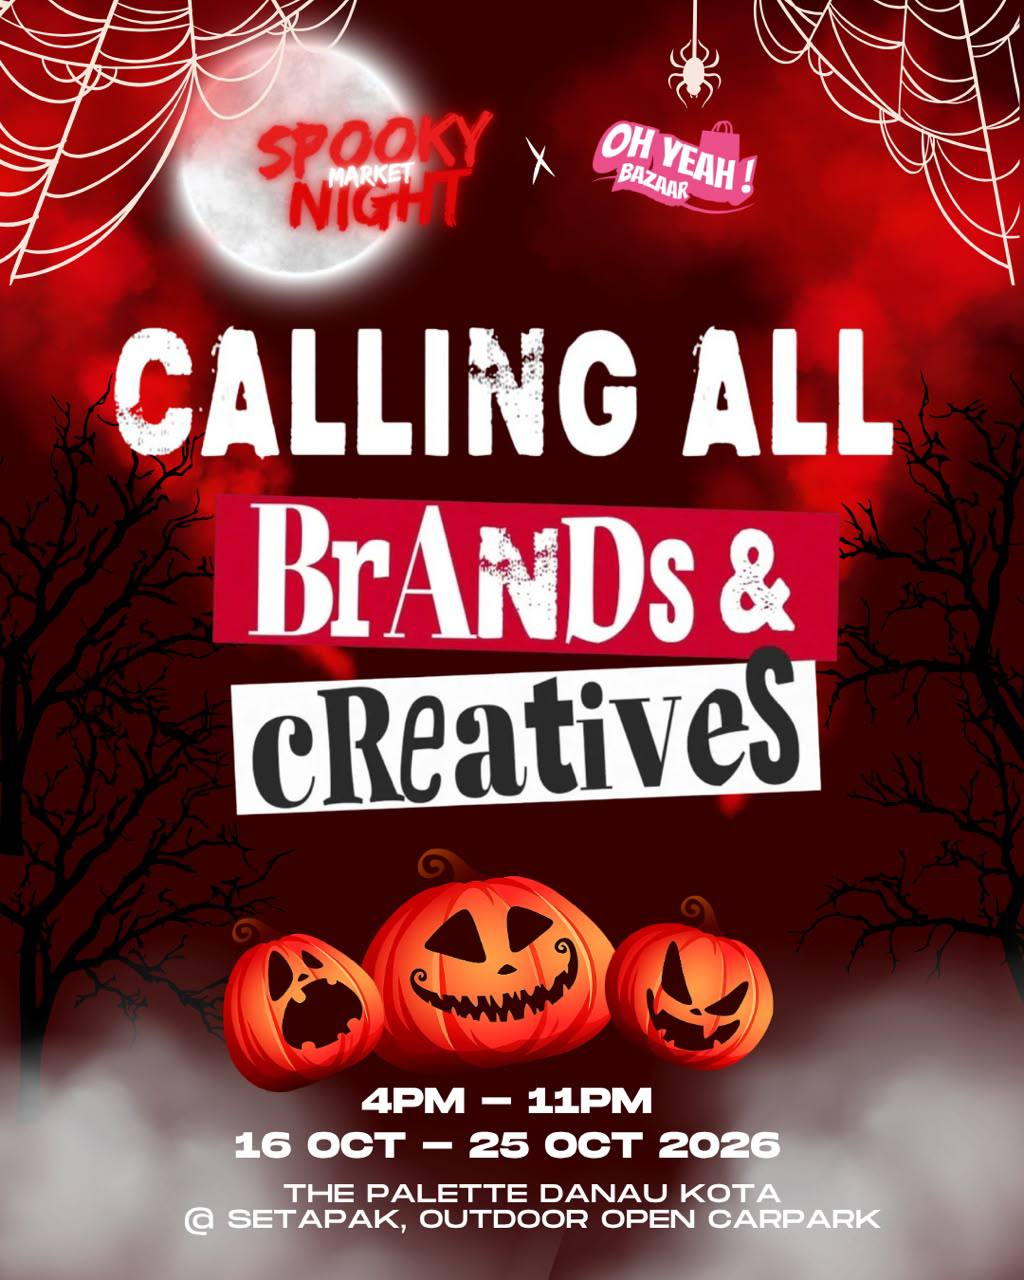 SPOOKY
MARKET
NIGHT
X
OH YEAH !
BAZAAR
CALLING ALL
BrANDs &
cReativeS
4PM – 11PM
16 OCT – 25 OCT 2026
THE PALETTE DANAU KOTA
@ SETAPAK, OUTDOOR OPEN CARPARK